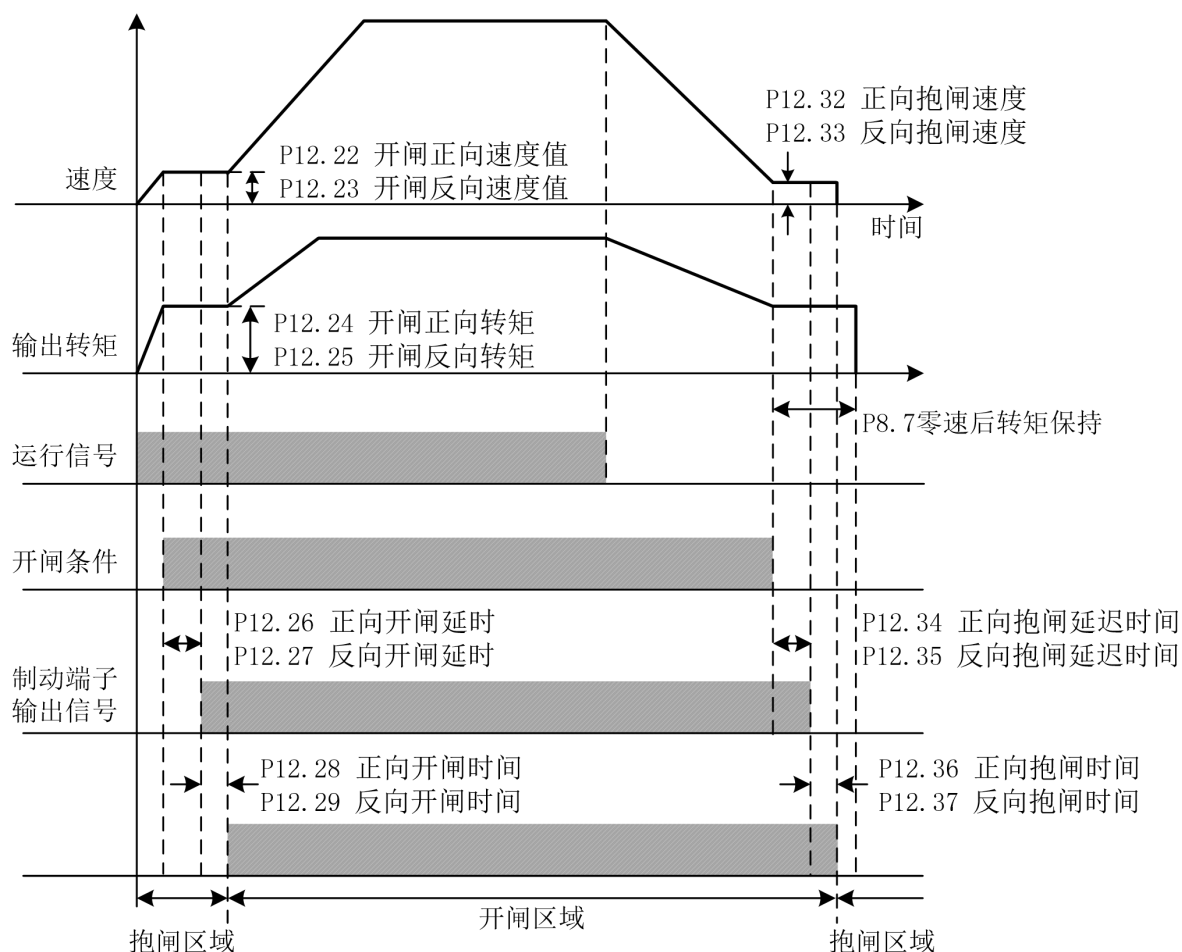 P12.32 正向抱闸速度
P12.33 反向抱闸速度
P12.22 开闸正向速度值
P12.23 开闸反向速度值
速度
时间
P12.24 开闸正向转矩
P12.25 开闸反向转矩
输出转矩
P8.7零速后转矩保持
运行信号
开闸条件
P12.26 正向开闸延时
P12.27 反向开闸延时
P12.34 正向抱闸延迟时间
P12.35 反向抱闸延迟时间
制动端子
输出信号
P12.28 正向开闸时间
P12.29 反向开闸时间
P12.36 正向抱闸时间
P12.37 反向抱闸时间
开闸区域
抱闸区域
抱闸区域